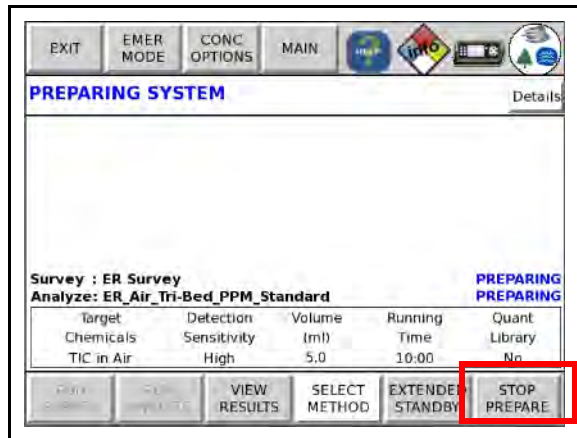 EXIT
EMER
MODE
CONC
OPTIONS
MAIN
info
PREPARING SYSTEM
Details
Survey : ER Survey
PREPARING
Analyze: ER_Air_Tri-Bed_PPM_Standard
PREPARING
Target Detection Volume Running Quant
Chemicals Sensitivity (ml) Time Library
TIC in Air High 5.0 10:00 No
VIEW
RESULTS
SELECT
METHOD
EXTENDED
STANDBY
STOP
PREPARE